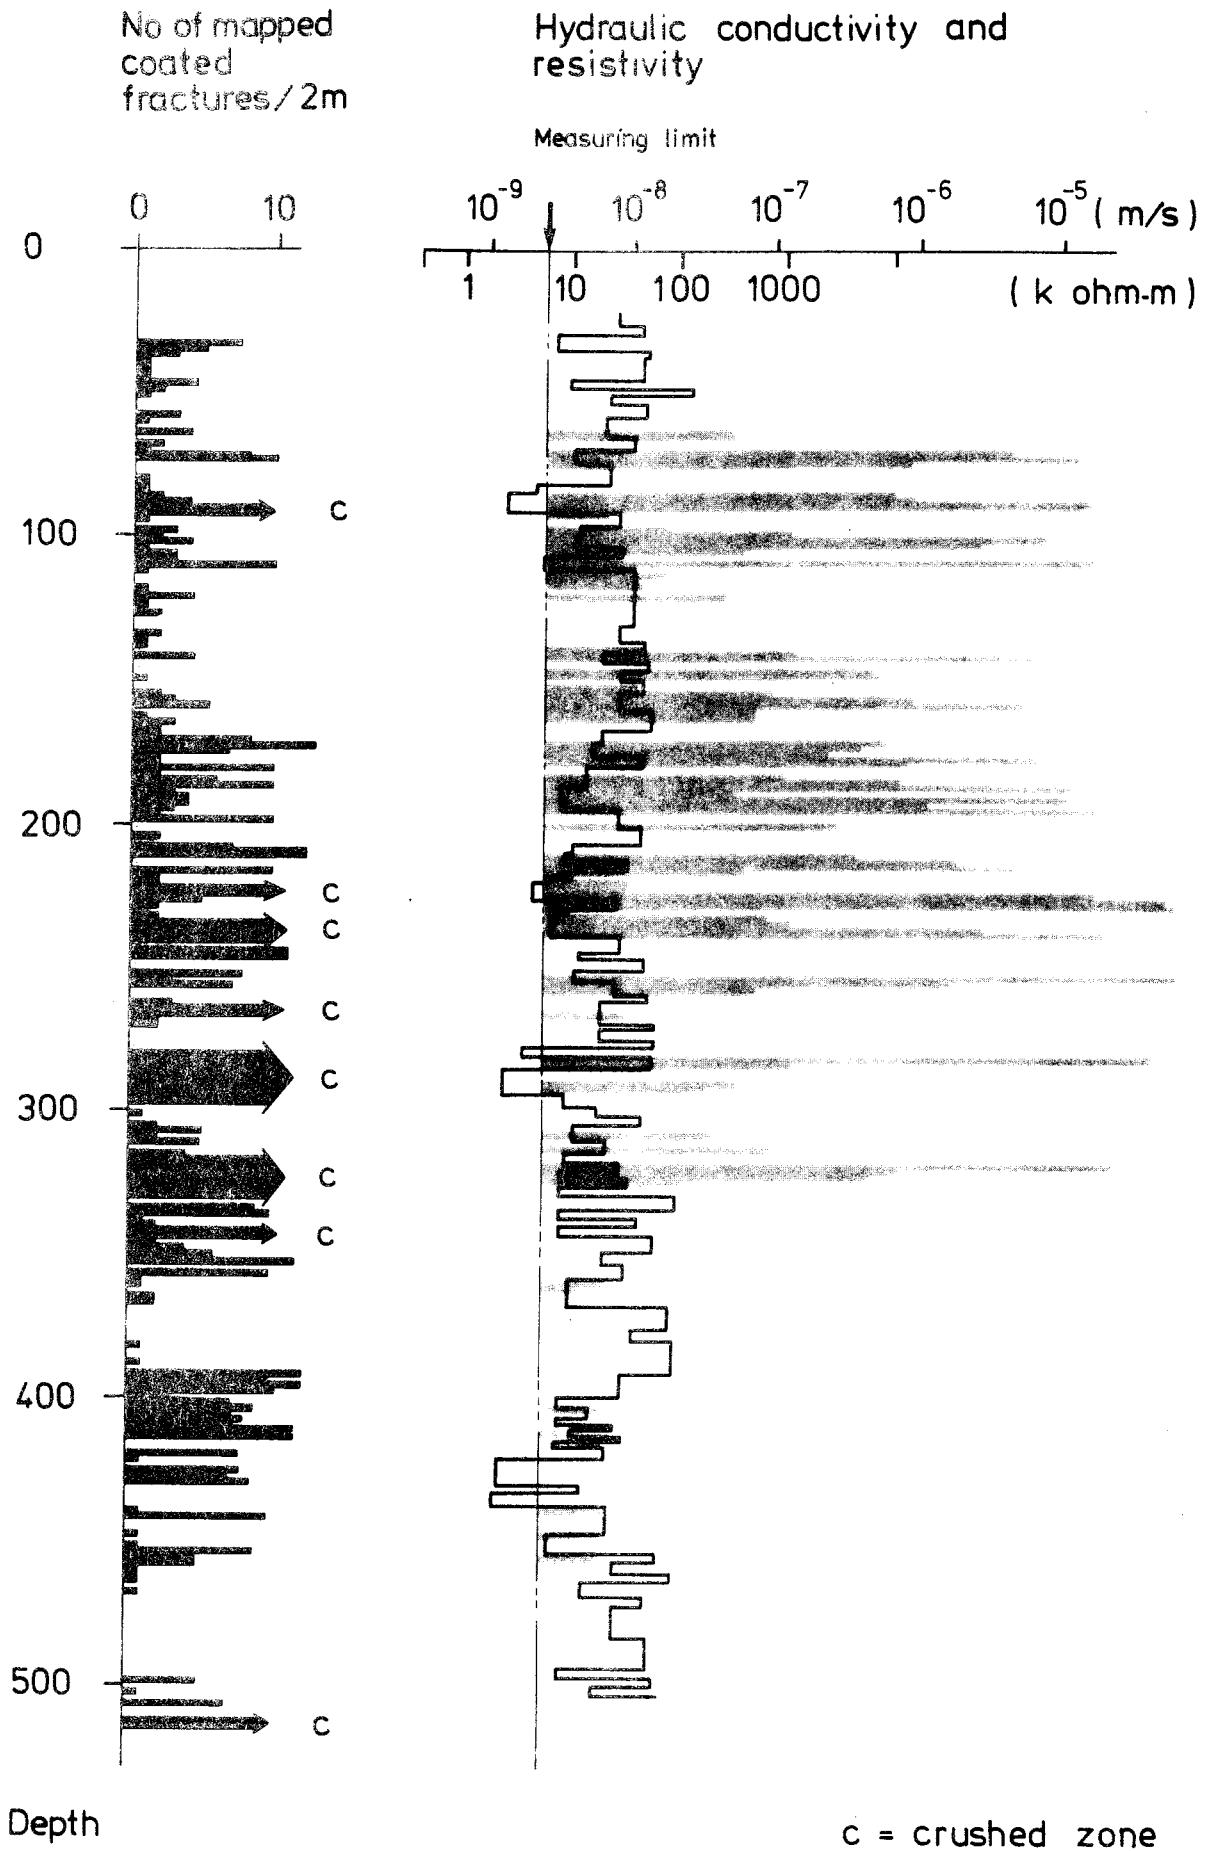 No of mapped
coated
fractures/2m
Hydraulic conductivity and
resistivity
Measuring limit
0 10
10-9 10-8 10-7 10-6 10-5 (m/s)
0
1 10 100 1000 (k ohm-m)
c
100
200
c
c
c
c
300
c
c
400
500
c
Depth
c = crushed zone